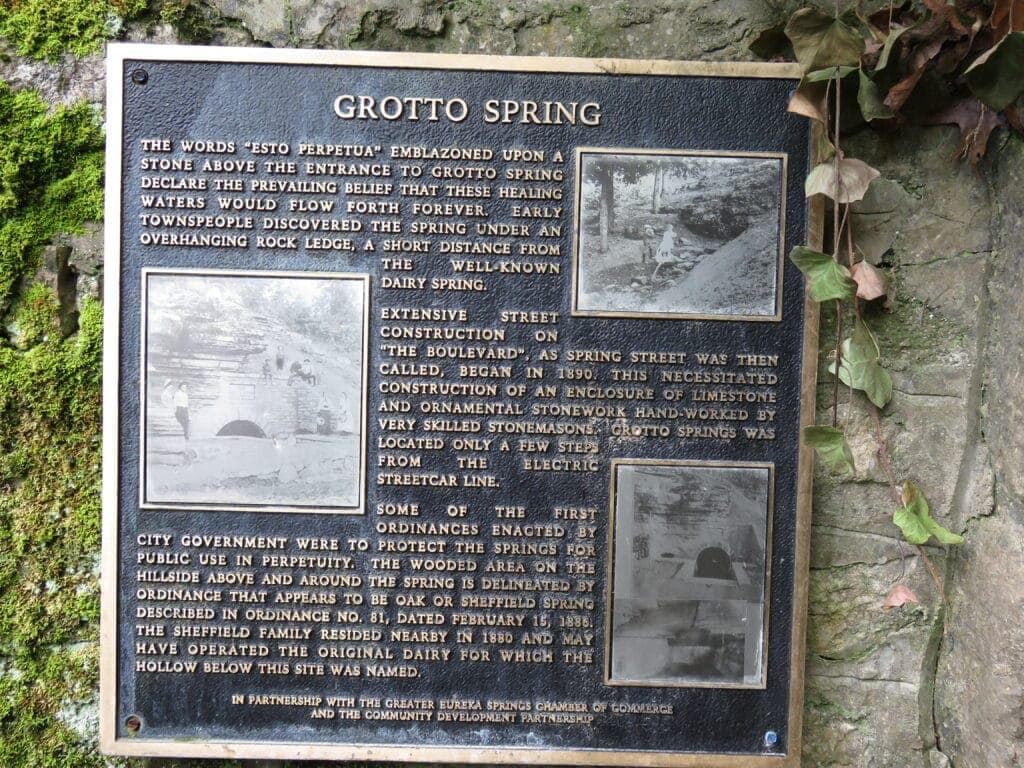 GROTTO SPRING
THE WORDS "ESTO PERPETUA" EMBLAZONED UPON A
STONE ABOVE THE ENTRANCE TO GROTTO SPRING
DECLARE THE PREVAILING BELIEF THAT THESE HEALING
WATERS WOULD FLOW FORTH FOREVER. EARLY
TOWNSPEOPLE DISCOVERED THE SPRING UNDER AN
OVERHANGING ROCK LEDGE, A SHORT DISTANCE FROM
THE WELL-KNOWN
DAIRY SPRING.
EXTENSIVE STREET
CONSTRUCTION ON
"THE BOULEVARD", AS SPRING STREET WAS THEN
CALLED, BEGAN IN 1890. THIS NECESSITATED
CONSTRUCTION OF AN ENCLOSURE OF LIMESTONE
AND ORNAMENTAL STONEWORK HAND-WORKED BY
VERY SKILLED STONEMASONS. GROTTO SPRINGS WAS
LOCATED ONLY A FEW STEPS
FROM THE ELECTRIC
STREETCAR LINE.
SOME OF THE FIRST
ORDINANCES ENACTED BY
CITY GOVERNMENT WERE TO PROTECT THE SPRINGS FOR
PUBLIC USE IN PERPETUITY. THE WOODED AREA ON THE
HILLSIDE ABOVE AND AROUND THE SPRING IS DELINEATED BY
ORDINANCE THAT APPEARS TO BE OAK OR SHEFFIELD SPRING
DESCRIBED IN ORDINANCE NO. 81, DATED FEBRUARY 15, 1886.
THE SHEFFIELD FAMILY RESIDED NEARBY IN 1880 AND MAY
HAVE OPERATED THE ORIGINAL DAIRY FOR WHICH THE
HOLLOW BELOW THIS SITE WAS NAMED.
IN PARTNERSHIP WITH THE GREATER EUREKA SPRINGS CHAMBER OF COMMERCE
AND THE COMMUNITY DEVELOPMENT PARTNERSHIP